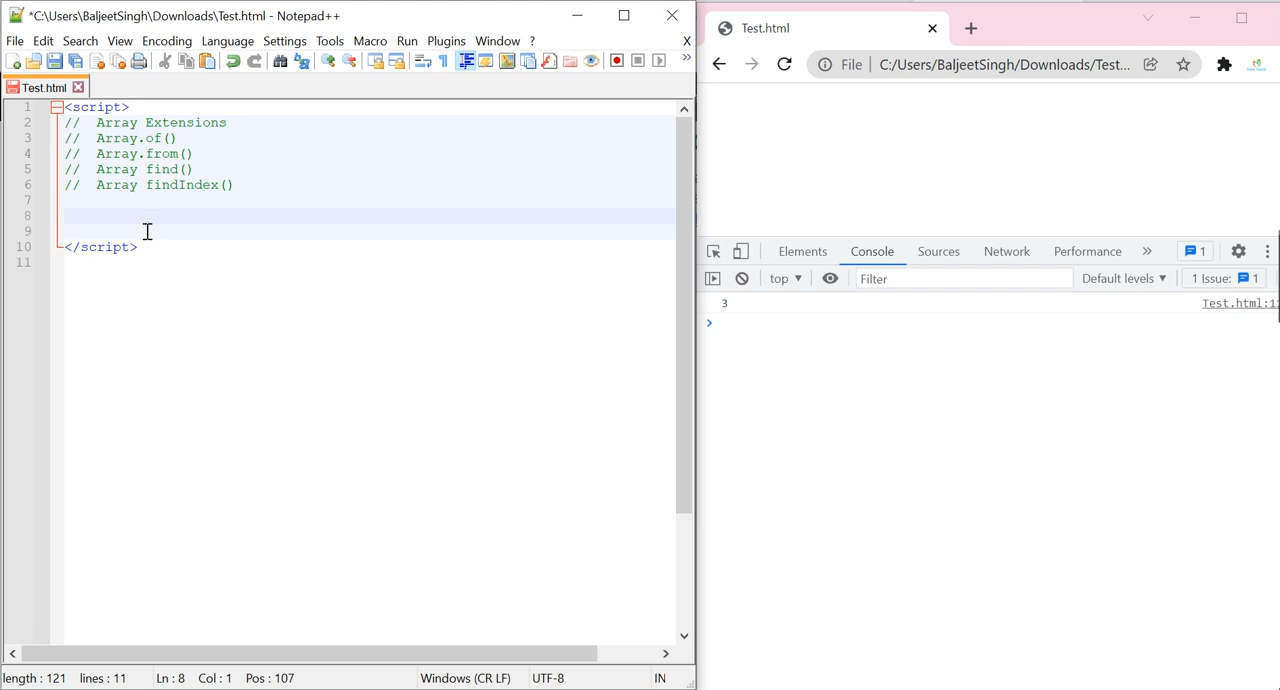 *C:\Users\BaljeetSingh\Downloads\Test.html - Notepad++
File Edit Search View Encoding Language Settings Tools Macro Run Plugins Window ? X
Test.html
1 <script>
2 // Array Extensions
3 // Array.of()
4 // Array.from()
5 // Array find()
6 // Array findIndex()
7
8
9
10 </script>
11
length : 121 lines : 11 Ln : 8 Col : 1 Pos : 107 Windows (CR LF) UTF-8 IN
Test.html
File C:/Users/BaljeetSingh/Downloads/Test...
Elements Console Sources Network Performance » 1
top ▼ Filter Default levels ▼ 1 Issue: 1
3 Test.html:11
>